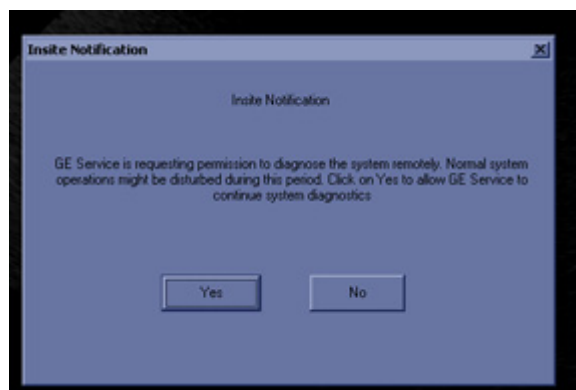 Insite Notification
Insite Notification
GE Service is requesting permission to diagnose the system remotely. Normal system
operations might be disturbed during this period. Click on Yes to allow GE Service to
continue system diagnostics
Yes No